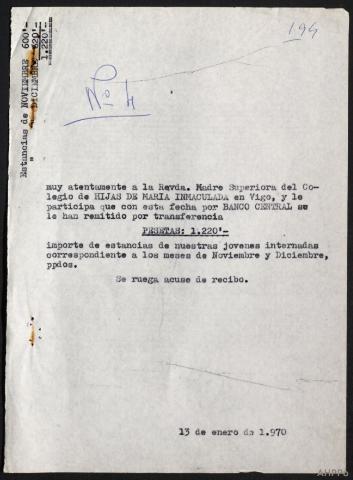 194
Nº 4
Estancias de NOVIEMBRE 600'-
" " DICIEMBRE 620'-
1.220'-
muy atentamente a la Revda. Madre Superiora del Co-
legio de HIJAS DE MARIA INMACULADA en Vigo, y le
participa que con esta fecha por BANCO CENTRAL se
le han remitido por transferencia
PESETAS: 1.220'-
importe de estancias de nuestras jovenes internadas
correspondiente a los meses de Noviembre y Diciembre,
ppdos.
Se ruega acuse de recibo.
13 de enero de 1.970
AHPPO